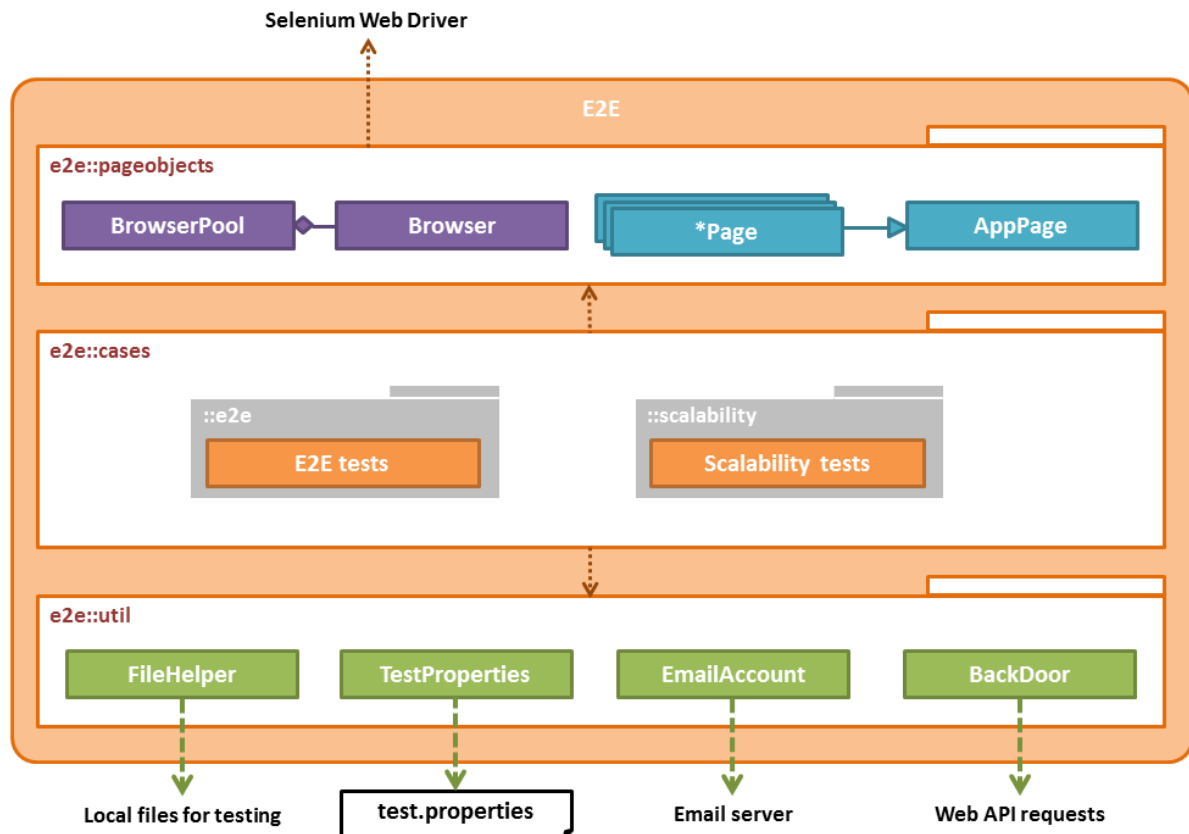 Selenium Web Driver
E2E
e2e::pageobjects
BrowserPool
Browser
*Page
AppPage
e2e::cases
::e2e
E2E tests
::scalability
Scalability tests
e2e::util
FileHelper
TestProperties
EmailAccount
BackDoor
Local files for testing
test.properties
Email server
Web API requests